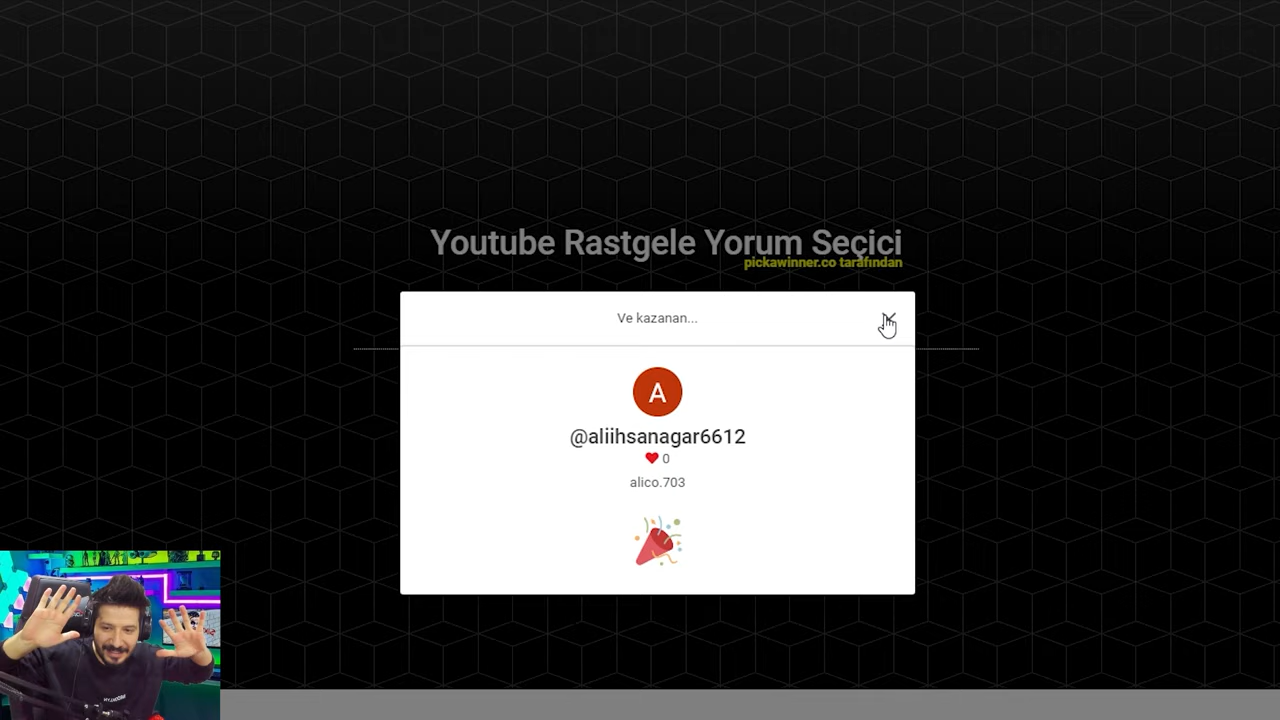 Youtube Rastgele Yorum Seçici
pickawinner.co tarafından
Ve kazanan...
A
@aliihsanagar6612
0
alico.703